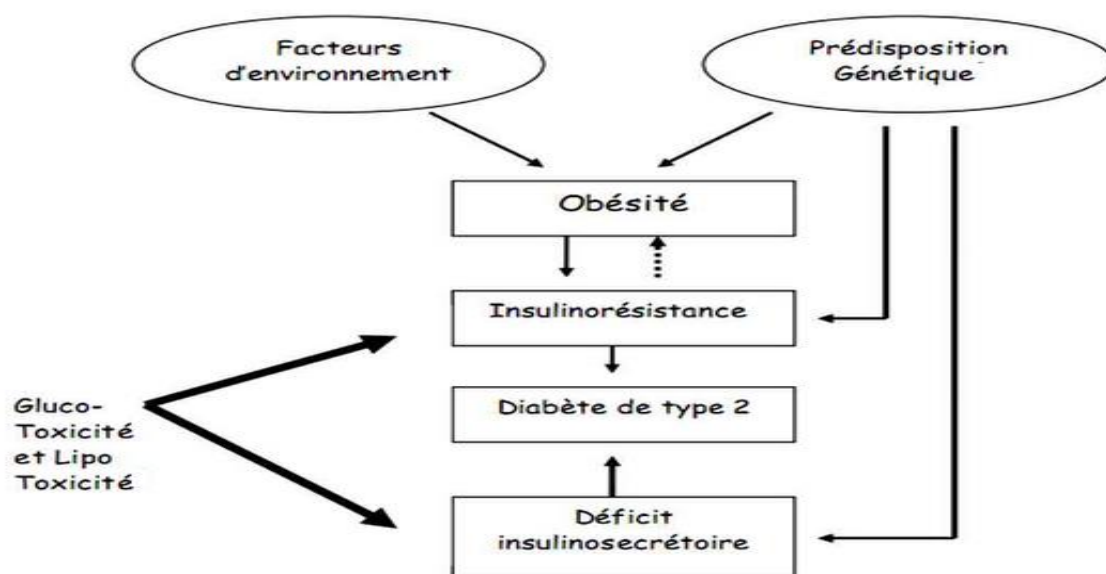 Facteurs
d'environnement
Prédisposition
Génétique
Obésité
Insulinorésistance
Diabète de type 2
Gluco-
Toxicité
et Lipo
Toxicité
Déficit
insulinosecrétoire